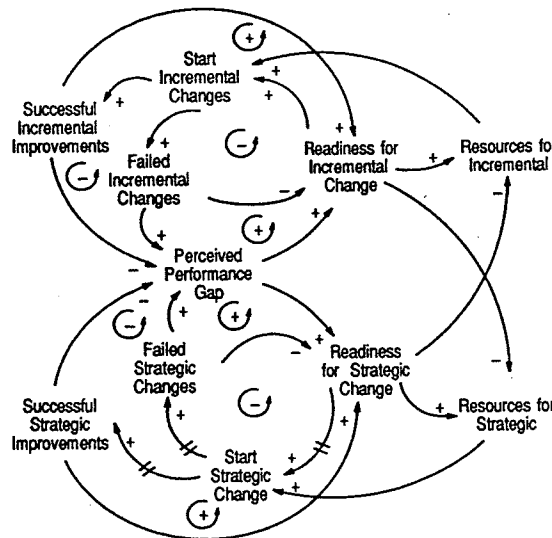 +
Start
Incremental
Changes
+
+
+
Successful
Incremental
Improvements
+
-
+
Readiness for
Incremental
Change
+
Resources for
Incremental
-
Failed
Incremental
Changes
-
-
+
+
+
-
Perceived
Performance
Gap
-
+
-
+
Failed
Strategic
Changes
-
+
Readiness
for Strategic
Change
-
Successful
Strategic
Improvements
+
+
-
+
+
+
Resources for
Strategic
Start
Strategic
Change
+
+